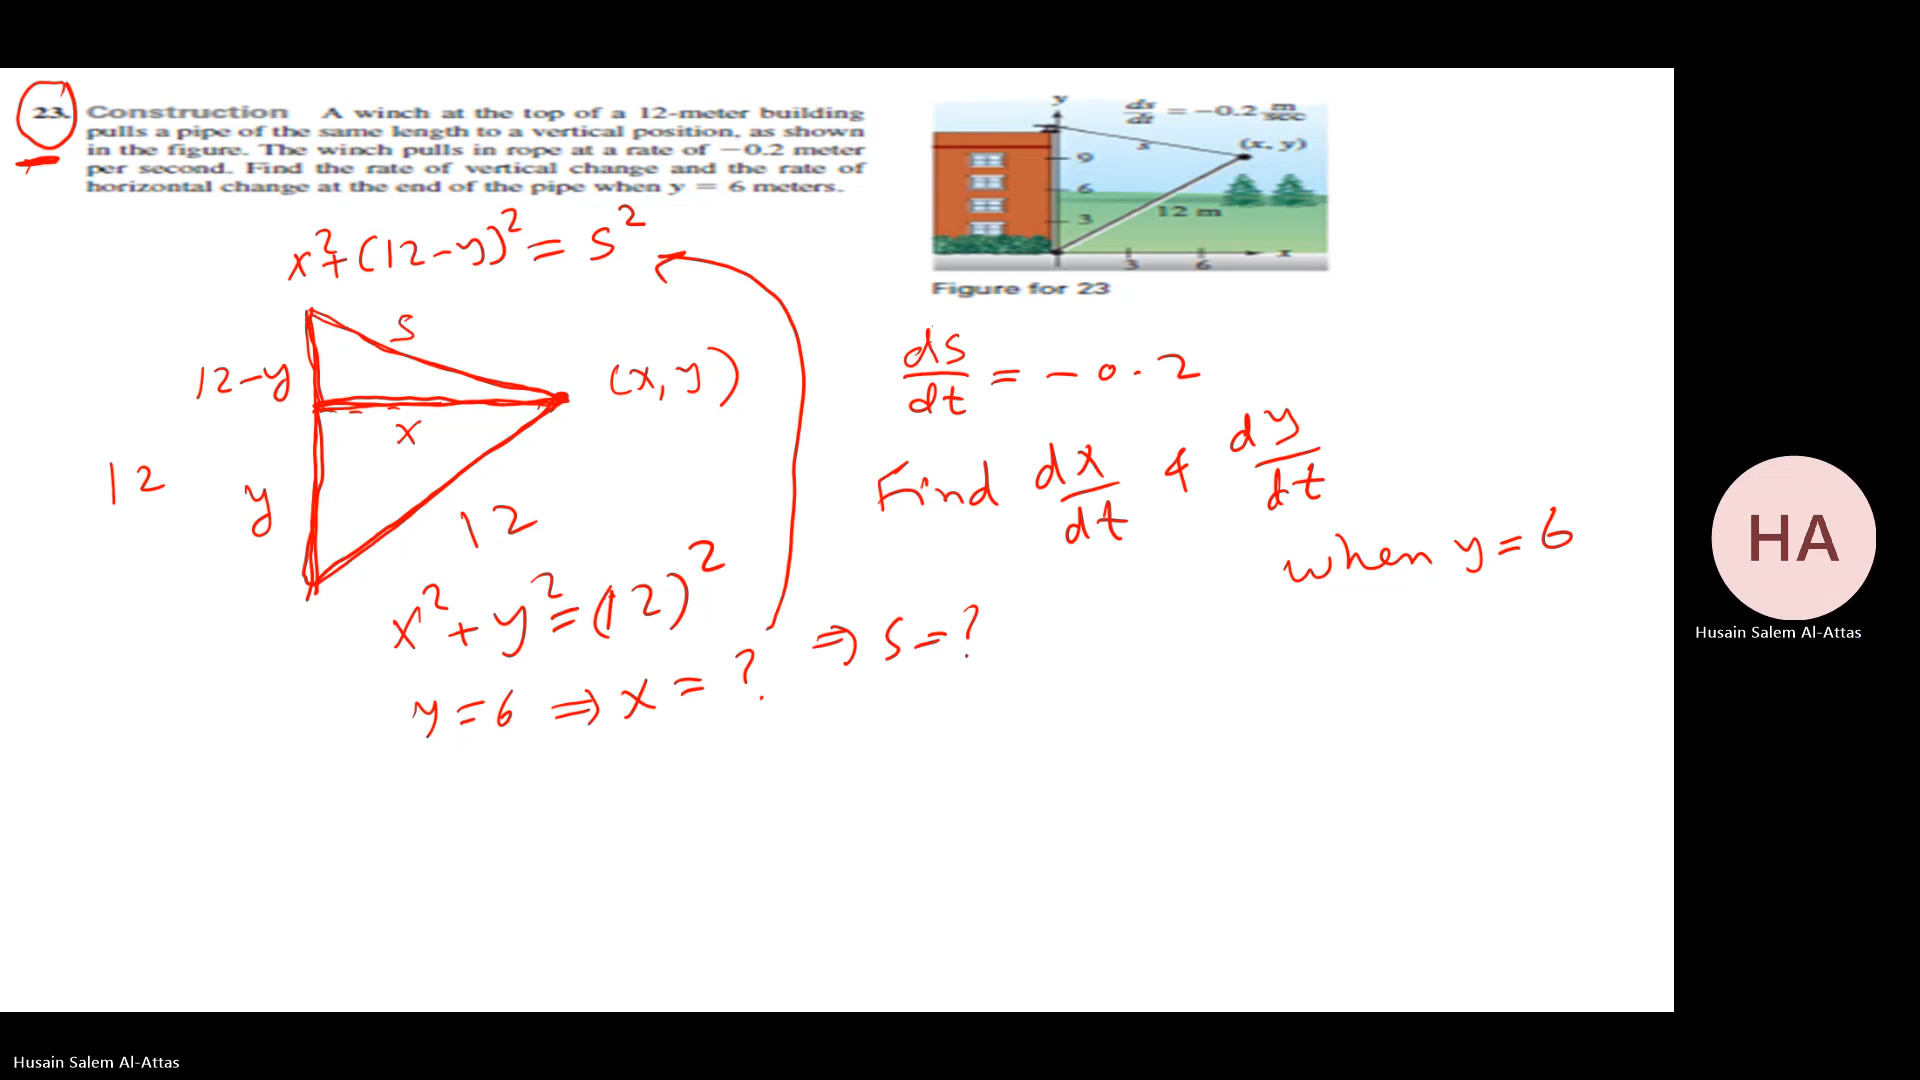 23. Construction A winch at the top of a 12-meter building
pulls a pipe of the same length to a vertical position, as shown
in the figure. The winch pulls in rope at a rate of −0.2 meter
per second. Find the rate of vertical change and the rate of
horizontal change at the end of the pipe when y = 6 meters.
y
ds/dt = −0.2 m/sec
s
(x, y)
9
6
3
12 m
3
6
x
Figure for 23
x² + (12-y)² = s²
s
12-y
(x, y)
x
12
y
12
x² + y² = (12)²
y = 6 ⇒ x = ?
⇒ s = ?
ds/dt = -0.2
Find dx/dt & dy/dt
when y = 6
HA
Husain Salem Al-Attas
Husain Salem Al-Attas